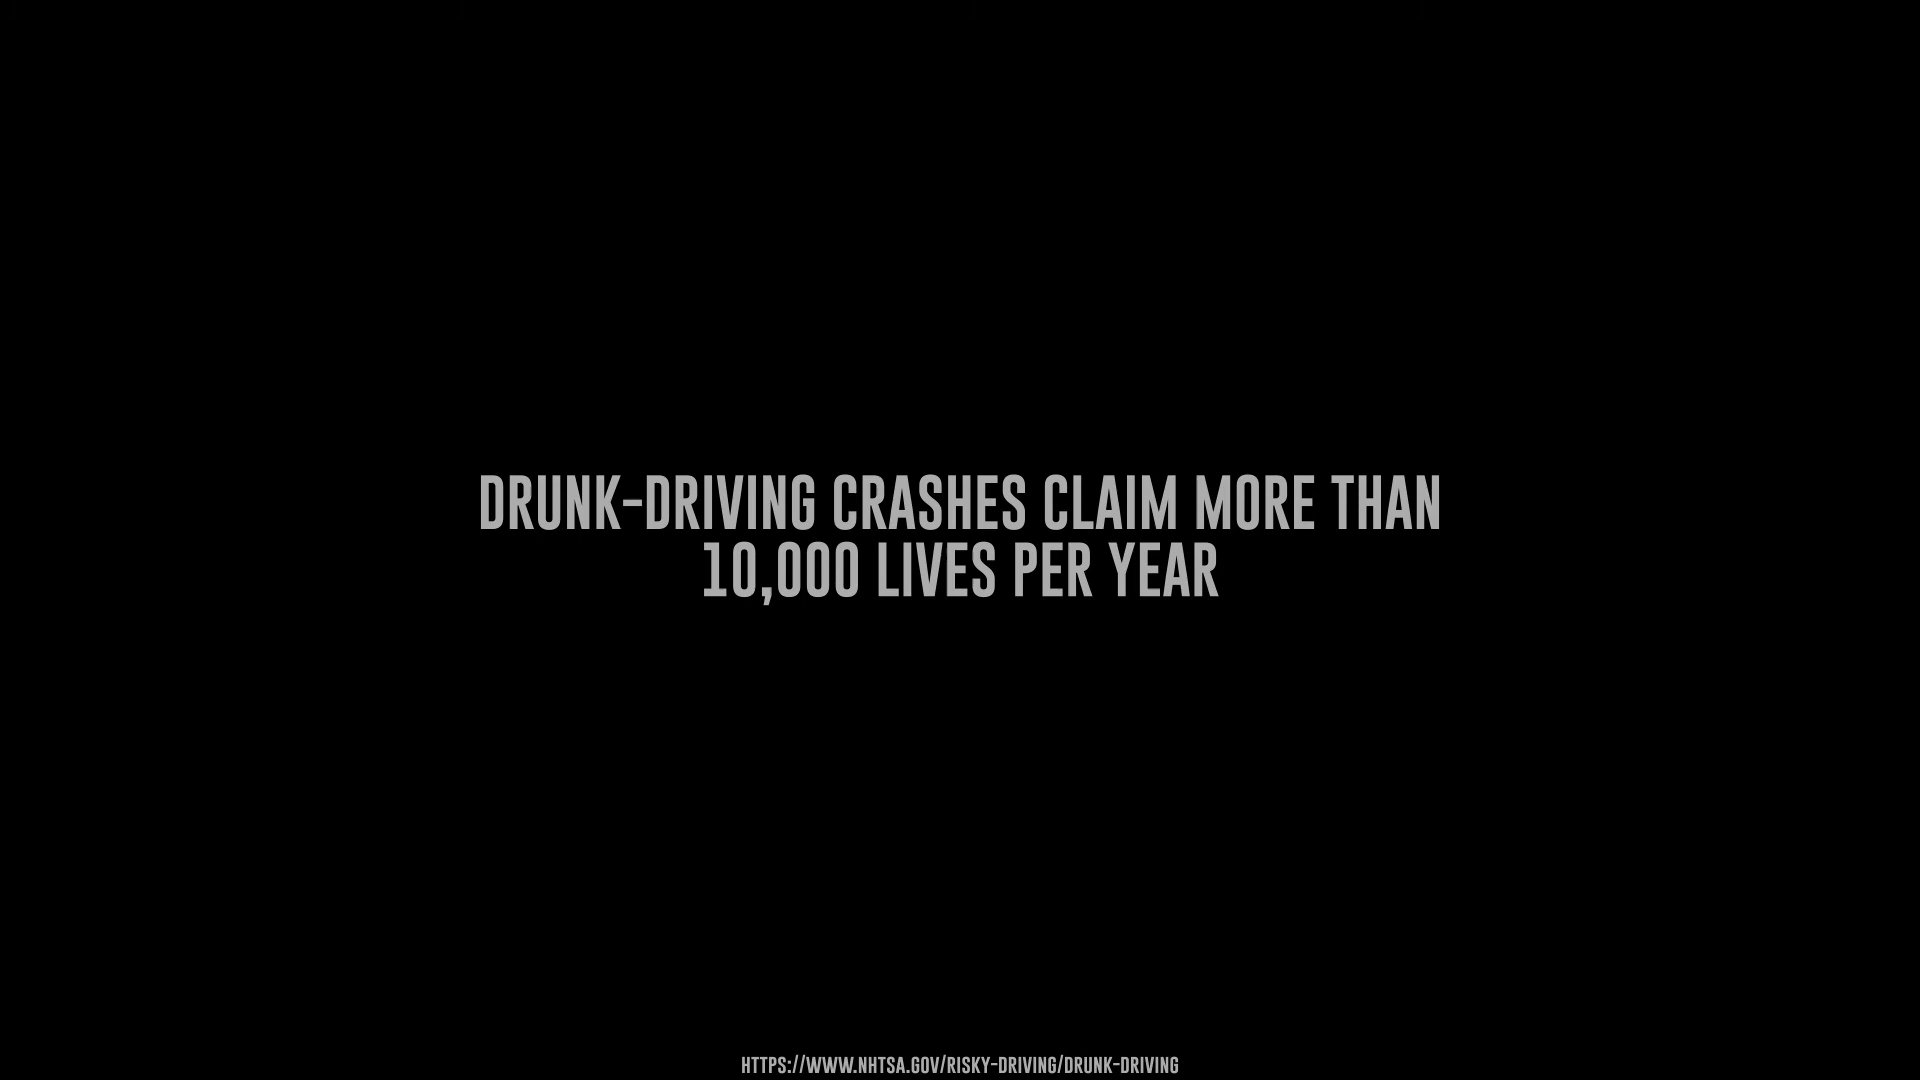 DRUNK-DRIVING CRASHES CLAIM MORE THAN
10,000 LIVES PER YEAR
HTTPS://WWW.NHTSA.GOV/RISKY-DRIVING/DRUNK-DRIVING